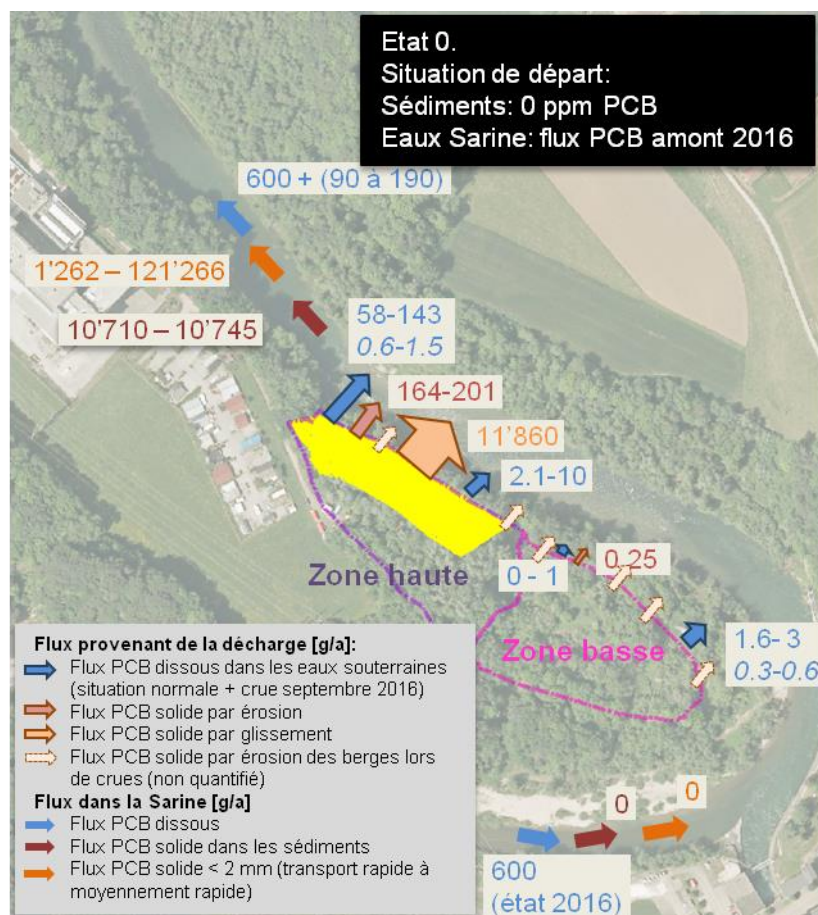 Etat 0.
Situation de départ:
Sédiments: 0 ppm PCB
Eaux Sarine: flux PCB amont 2016
600 + (90 à 190)
1'262 – 121'266
10'710 – 10'745
58-143
0.6-1.5
164-201
11'860
2.1-10
Zone haute
0 - 1
0.25
Zone basse
1.6- 3
0.3-0.6
Flux provenant de la décharge [g/a]:
Flux PCB dissous dans les eaux souterraines
(situation normale + crue septembre 2016)
Flux PCB solide par érosion
Flux PCB solide par glissement
Flux PCB solide par érosion des berges lors
de crues (non quantifié)
Flux dans la Sarine [g/a]
Flux PCB dissous
Flux PCB solide dans les sédiments
Flux PCB solide < 2 mm (transport rapide à
moyennement rapide)
0
0
600
(état 2016)